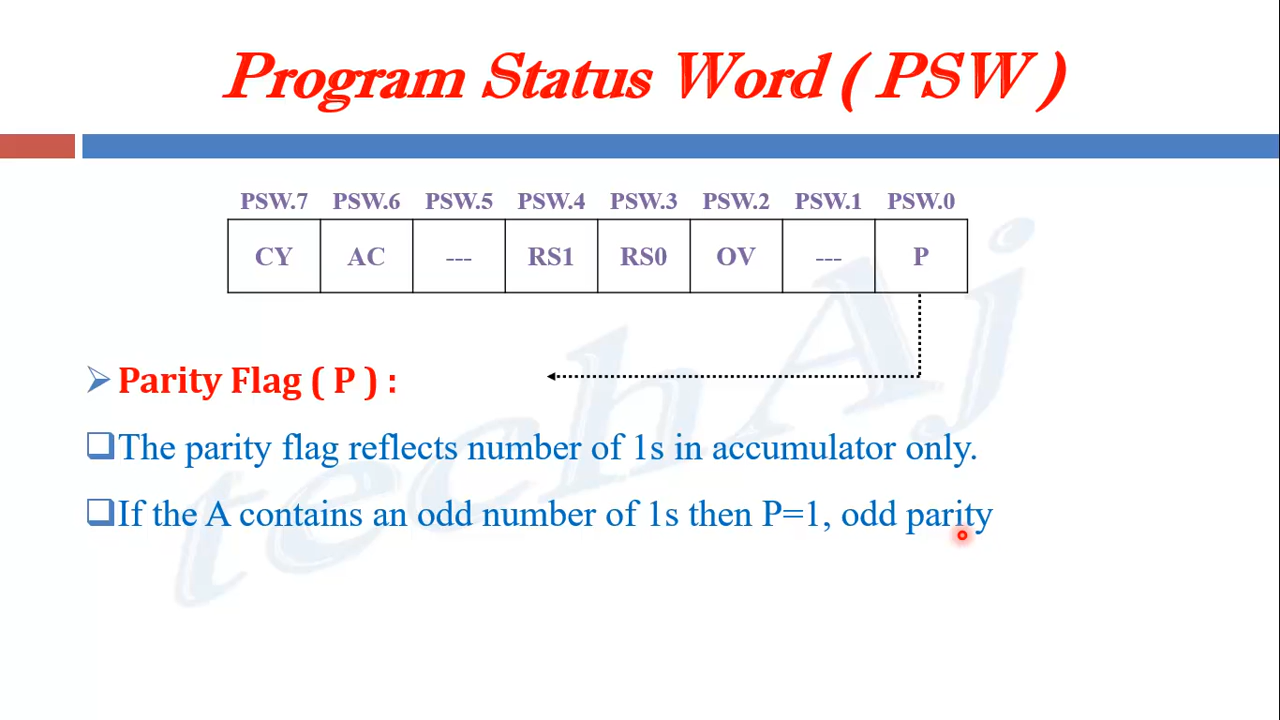 Program Status Word ( PSW )
PSW.7 PSW.6 PSW.5 PSW.4 PSW.3 PSW.2 PSW.1 PSW.0
CY AC --- RS1 RS0 OV --- P
Parity Flag ( P ) :
The parity flag reflects number of 1s in accumulator only.
If the A contains an odd number of 1s then P=1, odd parity
tech Aj